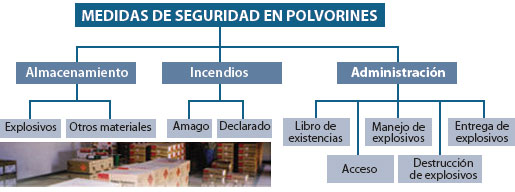 MEDIDAS DE SEGURIDAD EN POLVORINES
Almacenamiento
Incendios
Administración
Explosivos
Otros materiales
Amago
Declarado
Libro de
existencias
Manejo de
explosivos
Entrega de
explosivos
Acceso
Destrucción
de explosivos